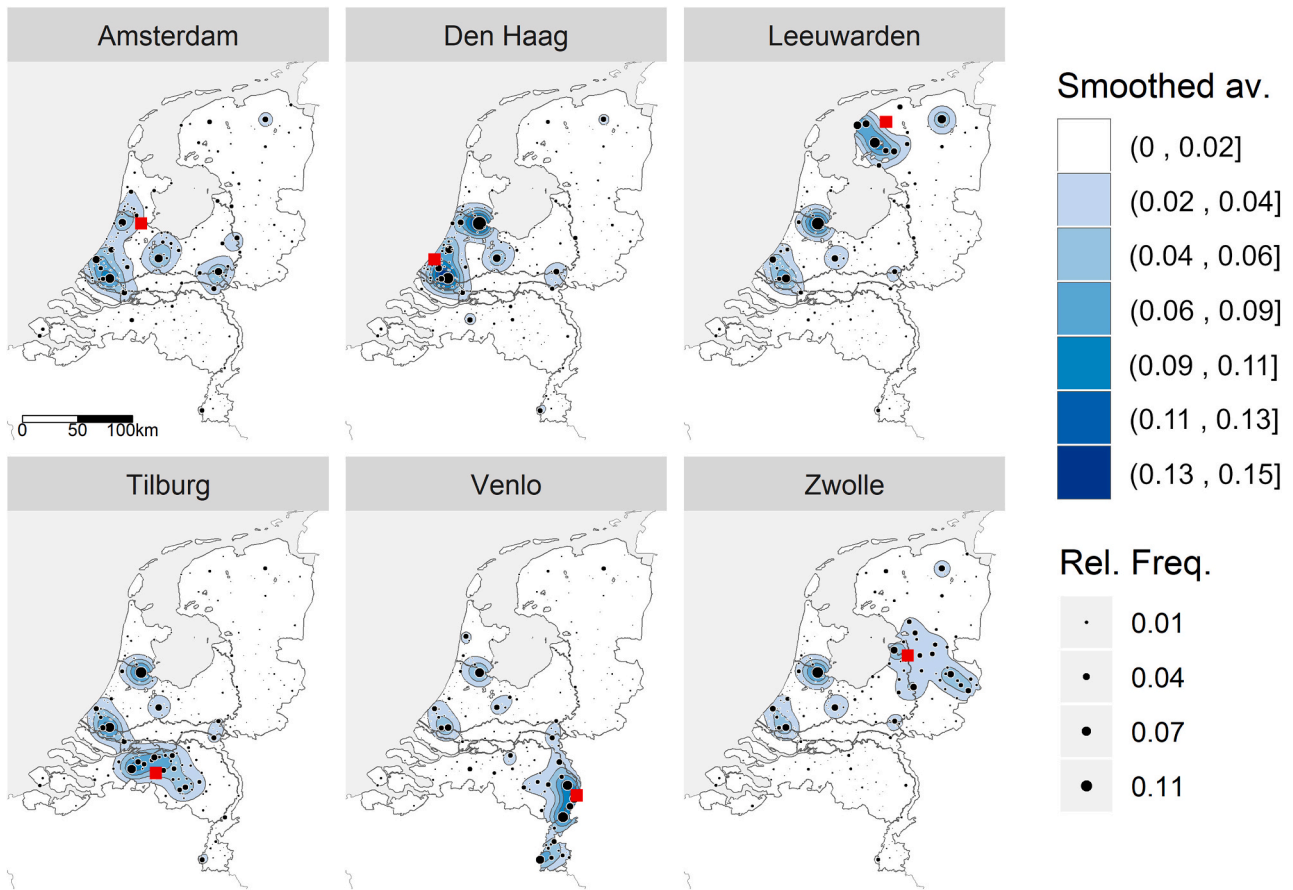 Amsterdam
Den Haag
Leeuwarden
0 50 100km
Tilburg
Venlo
Zwolle
Smoothed av.
(0 , 0.02]
(0.02 , 0.04]
(0.04 , 0.06]
(0.06 , 0.09]
(0.09 , 0.11]
(0.11 , 0.13]
(0.13 , 0.15]
Rel. Freq.
0.01
0.04
0.07
0.11